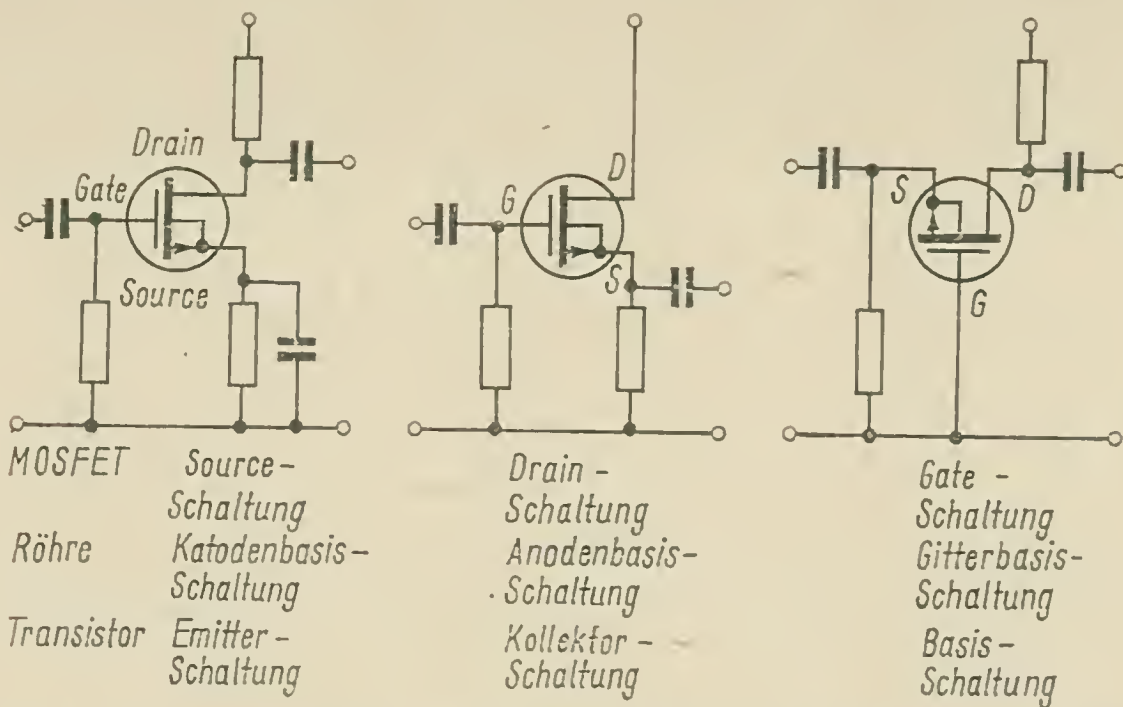 Drain
Gate
Source
G
D
S
S
D
G
MOSFET Source-
Schaltung
Drain -
Schaltung
Gate -
Schaltung
Röhre Katodenbasis-
Schaltung
Anodenbasis-
Schaltung
Gitterbasis-
Schaltung
Transistor Emitter-
Schaltung
Kollektor -
Schaltung
Basis-
Schaltung